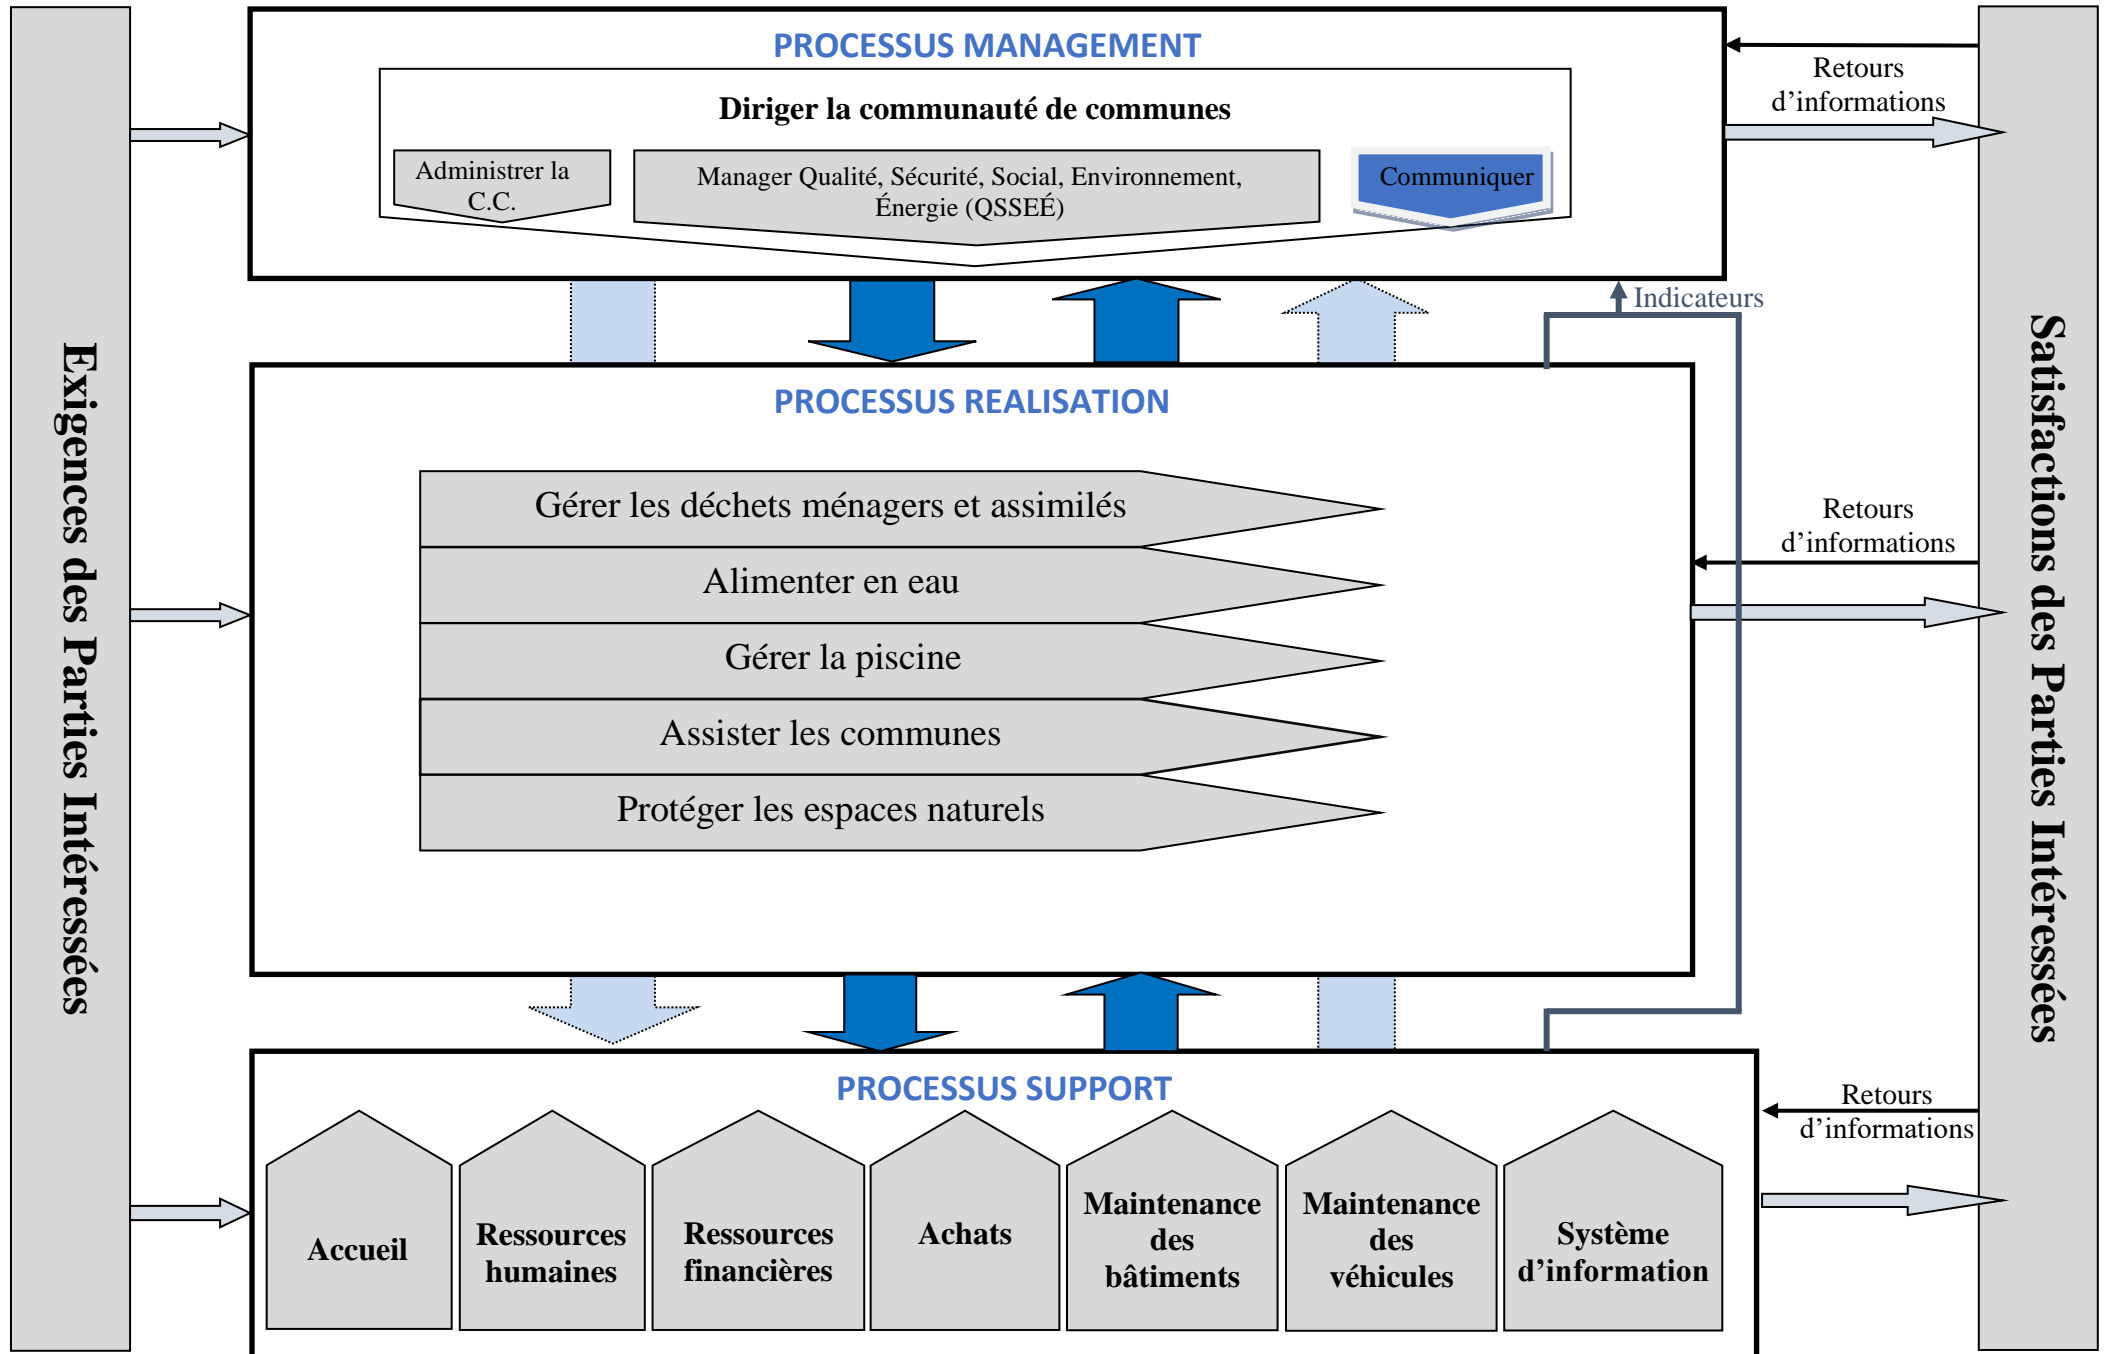 PROCESSUS MANAGEMENT
Diriger la communauté de communes
Administrer la
C.C.
Manager Qualité, Sécurité, Social, Environnement,
Énergie (QSSEÉ)
Communiquer
Retours
d’informations
Indicateurs
Exigences des Parties Intéressées
PROCESSUS REALISATION
Gérer les déchets ménagers et assimilés
Alimenter en eau
Gérer la piscine
Assister les communes
Protéger les espaces naturels
Retours
d’informations
Satisfactions des Parties Intéressées
PROCESSUS SUPPORT
Accueil
Ressources
humaines
Ressources
financières
Achats
Maintenance
des
bâtiments
Maintenance
des
véhicules
Système
d’information
Retours
d’informations